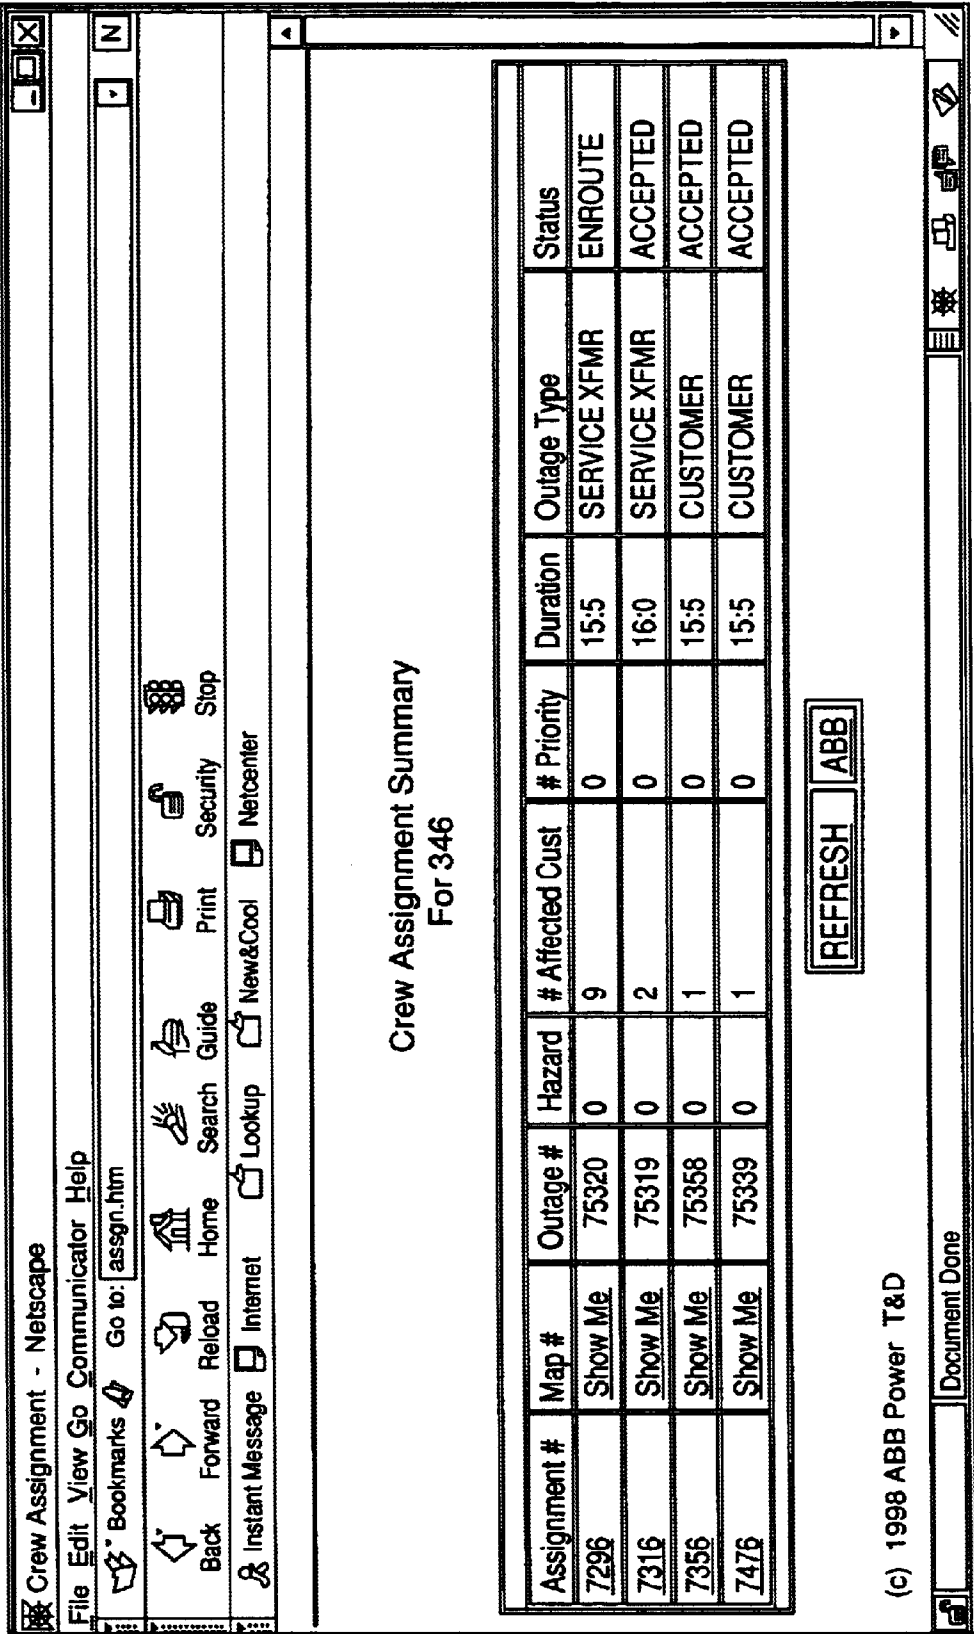 Crew Assignment - Netscape
File Edit View Go Communicator Help
Bookmarks Go to: assgn.htm N
Back Forward Reload Home Search Guide Print Security Stop
Instant Message Internet Lookup New&Cool Netcenter
Crew Assignment Summary
For 346
Assignment # Map # Outage # Hazard # Affected Cust # Priority Duration Outage Type Status
7296 Show Me 75320 0 9 0 15:5 SERVICE XFMR ENROUTE
7316 Show Me 75319 0 2 0 16:0 SERVICE XFMR ACCEPTED
7356 Show Me 75358 0 1 0 15:5 CUSTOMER ACCEPTED
7476 Show Me 75339 0 1 0 15:5 CUSTOMER ACCEPTED
REFRESH ABB
(c) 1998 ABB Power T&D
Document Done